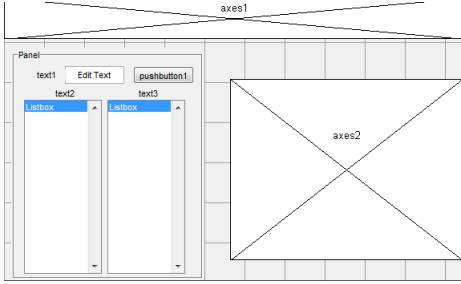 axes1
Panel
text1 Edit Text pushbutton1
text2 text3
Listbox Listbox
axes2